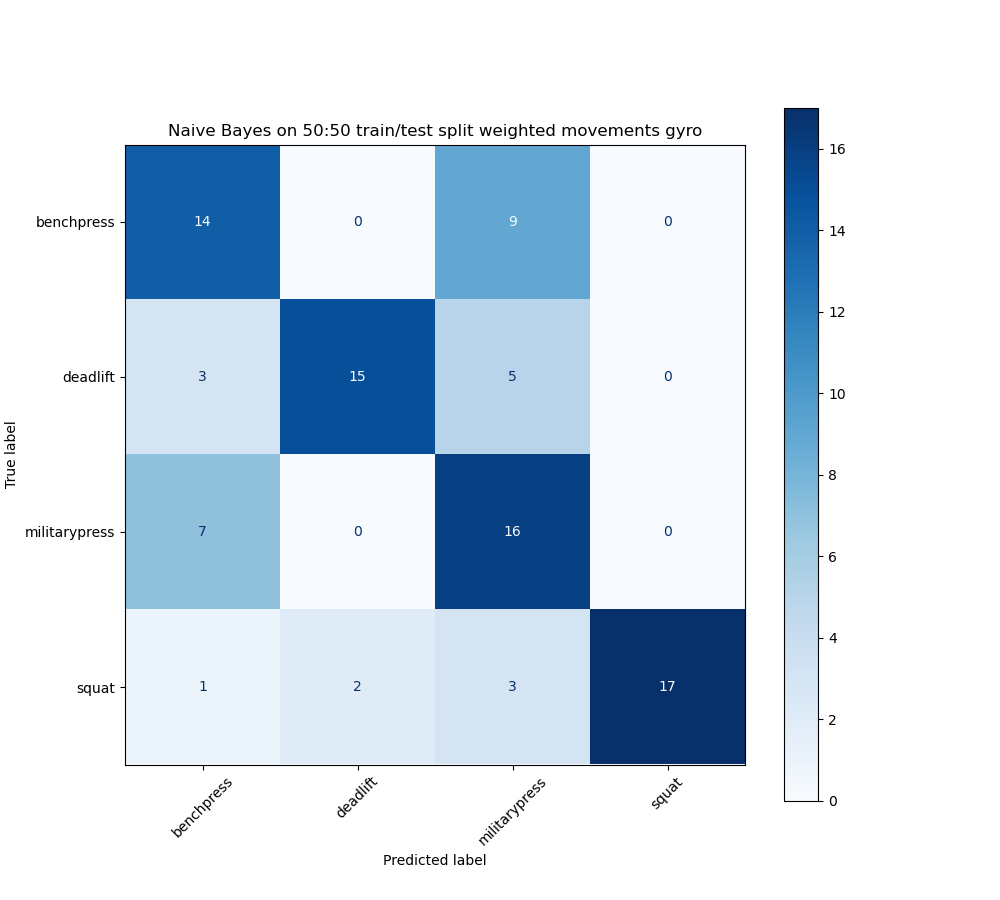 Naive Bayes on 50:50 train/test split weighted movements gyro
True label
benchpress 14 0 9 0
deadlift 3 15 5 0
militarypress 7 0 16 0
squat 1 2 3 17
benchpress deadlift militarypress squat
Predicted label
16
14
12
10
8
6
4
2
0